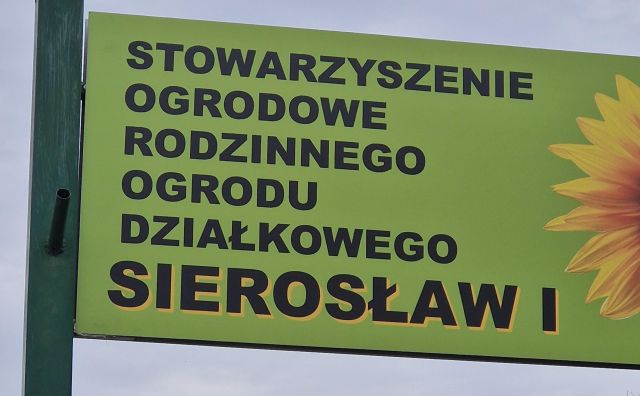 STOWARZYSZENIE
OGRODOWE
RODZINNEGO
OGRODU
DZIAŁKOWEGO
SIEROSŁAW I